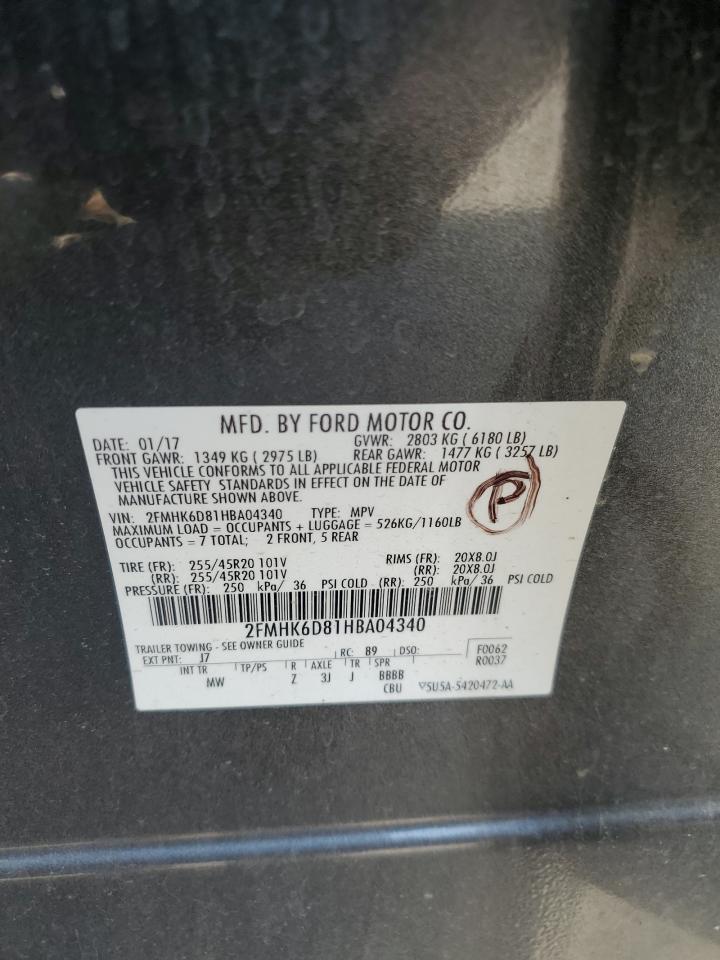 MFD. BY FORD MOTOR CO.
DATE: 01/17 GVWR: 2803 KG ( 6180 LB)
FRONT GAWR: 1349 KG ( 2975 LB) REAR GAWR: 1477 KG ( 3257 LB)
THIS VEHICLE CONFORMS TO ALL APPLICABLE FEDERAL MOTOR
VEHICLE SAFETY STANDARDS IN EFFECT ON THE DATE OF
MANUFACTURE SHOWN ABOVE.
P
VIN: 2FMHK6D81HBA04340 TYPE: MPV
MAXIMUM LOAD = OCCUPANTS + LUGGAGE = 526KG/1160LB
OCCUPANTS = 7 TOTAL; 2 FRONT, 5 REAR
TIRE (FR): 255/45R20 101V RIMS (FR): 20X8.0J
(RR): 255/45R20 101V (RR): 20X8.0J
PRESSURE (FR): 250 kPa/ 36 PSI COLD (RR): 250 kPa/ 36 PSI COLD
2FMHK6D81HBA04340
TRAILER TOWING - SEE OWNER GUIDE
EXT PNT: J7 RC: 89 DSO: F0062
INT TR TP/PS R AXLE TR SPR R0037
MW Z 3J J BBBB
CBU 5U5A-5420472-AA